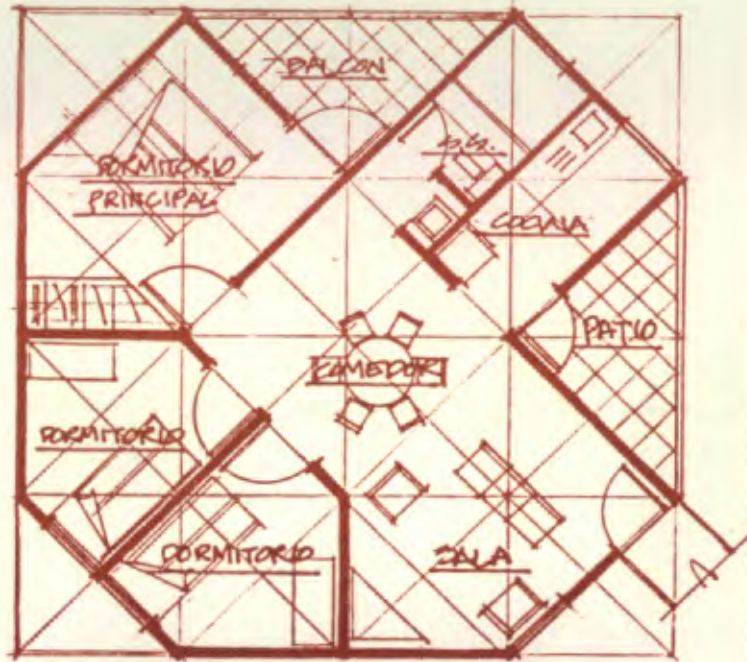 BALCON
DORMITORIO
PRINCIPAL
S.S.
COCINA
PATIO
COMEDOR
DORMITORIO
DORMITORIO
SALA
A